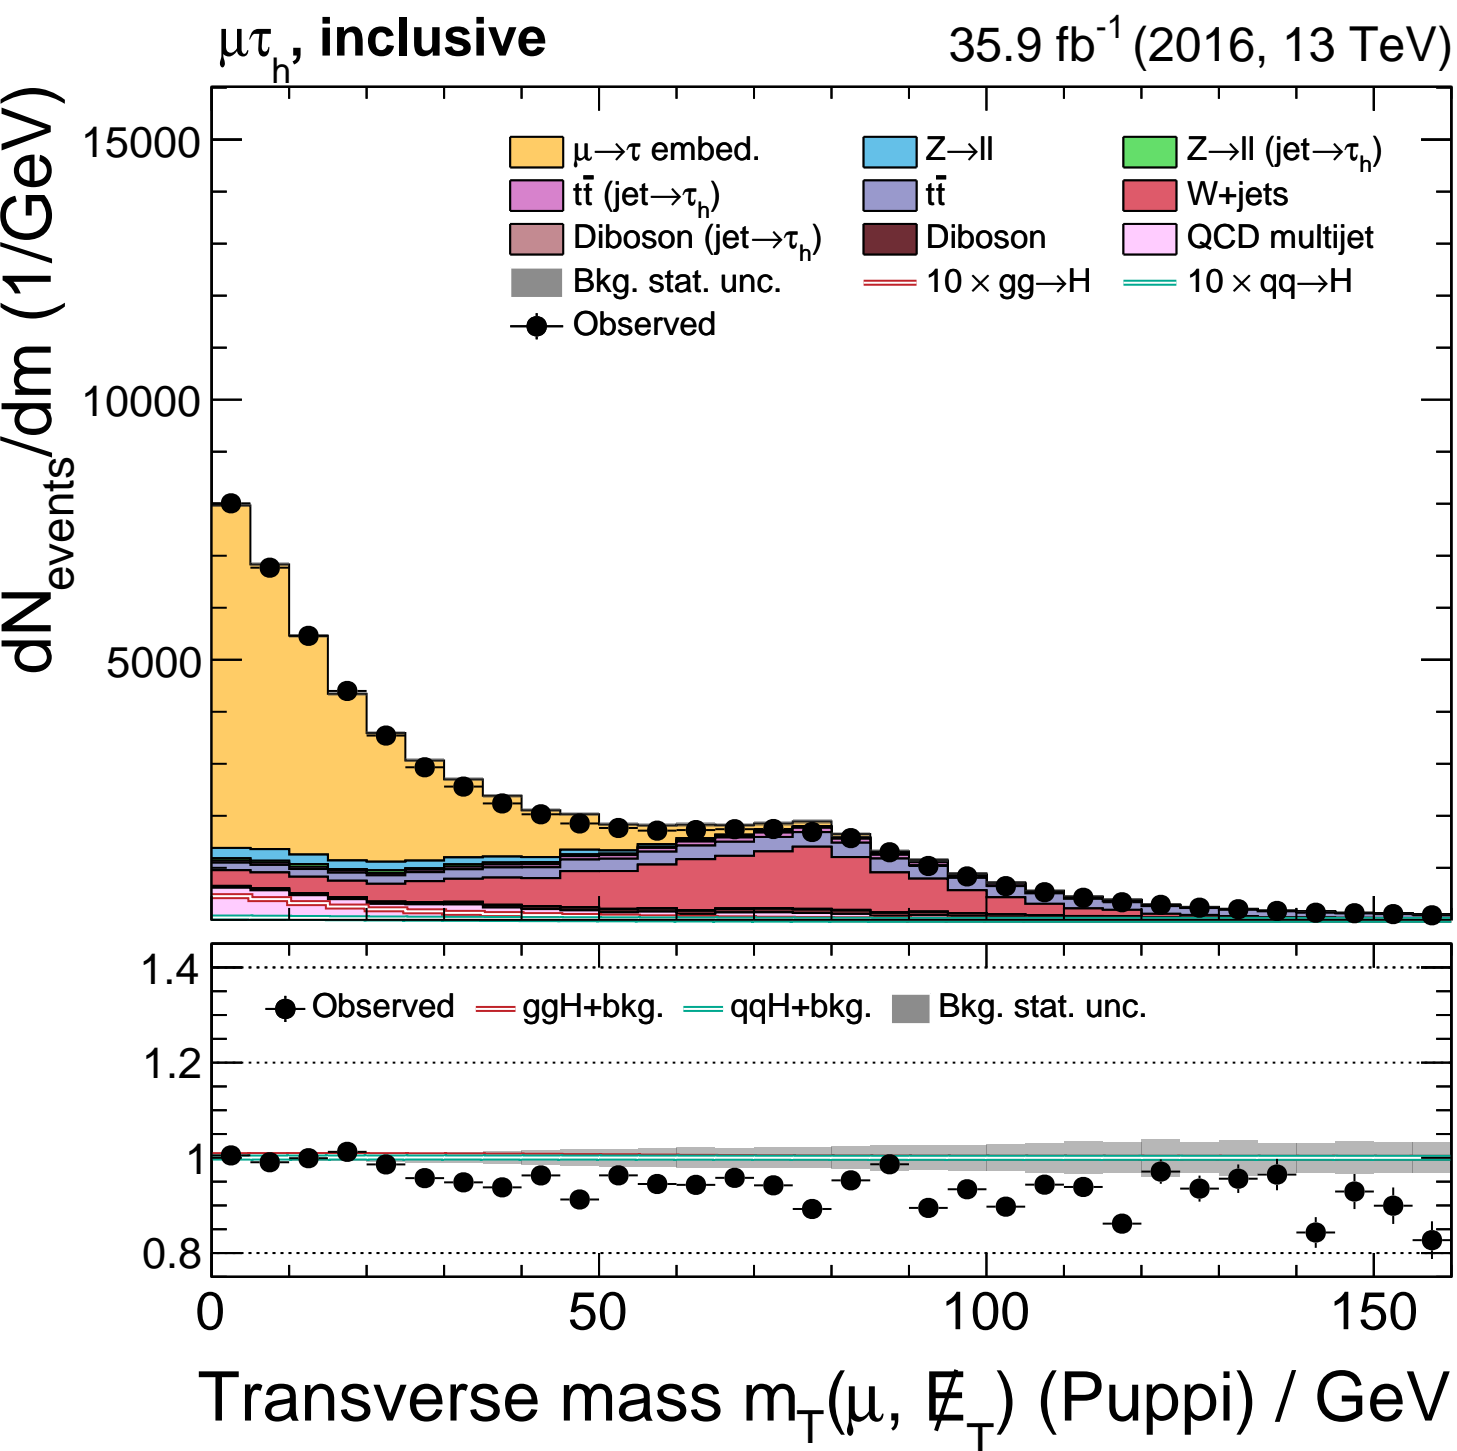 μτh, inclusive 35.9 fb-1 (2016, 13 TeV)
dNevents/dm (1/GeV)
15000
10000
5000
μ→τ embed. Z→ll Z→ll (jet→τh)
tt̄ (jet→τh) tt̄ W+jets
Diboson (jet→τh) Diboson QCD multijet
Bkg. stat. unc. 10 × gg→H 10 × qq→H
Observed
1.4
Observed ggH+bkg. qqH+bkg. Bkg. stat. unc.
1.2
1
0.8
0 50 100 150
Transverse mass mT(μ, E̸T) (Puppi) / GeV